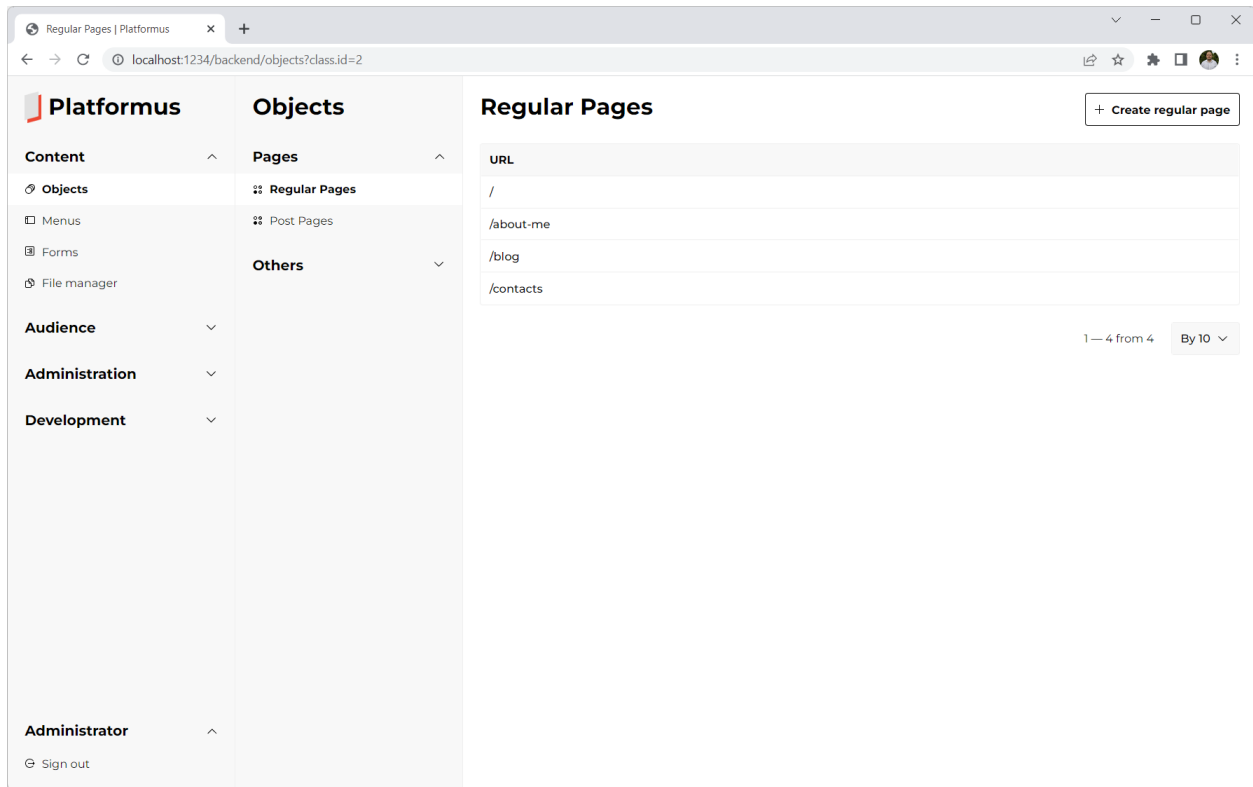 Regular Pages | Platformus
localhost:1234/backend/objects?class.id=2
Platformus
Content
Objects
Menus
Forms
File manager
Audience
Administration
Development
Administrator
Sign out
Objects
Pages
Regular Pages
Post Pages
Others
Regular Pages
+ Create regular page
URL
/
/about-me
/blog
/contacts
1 — 4 from 4
By 10